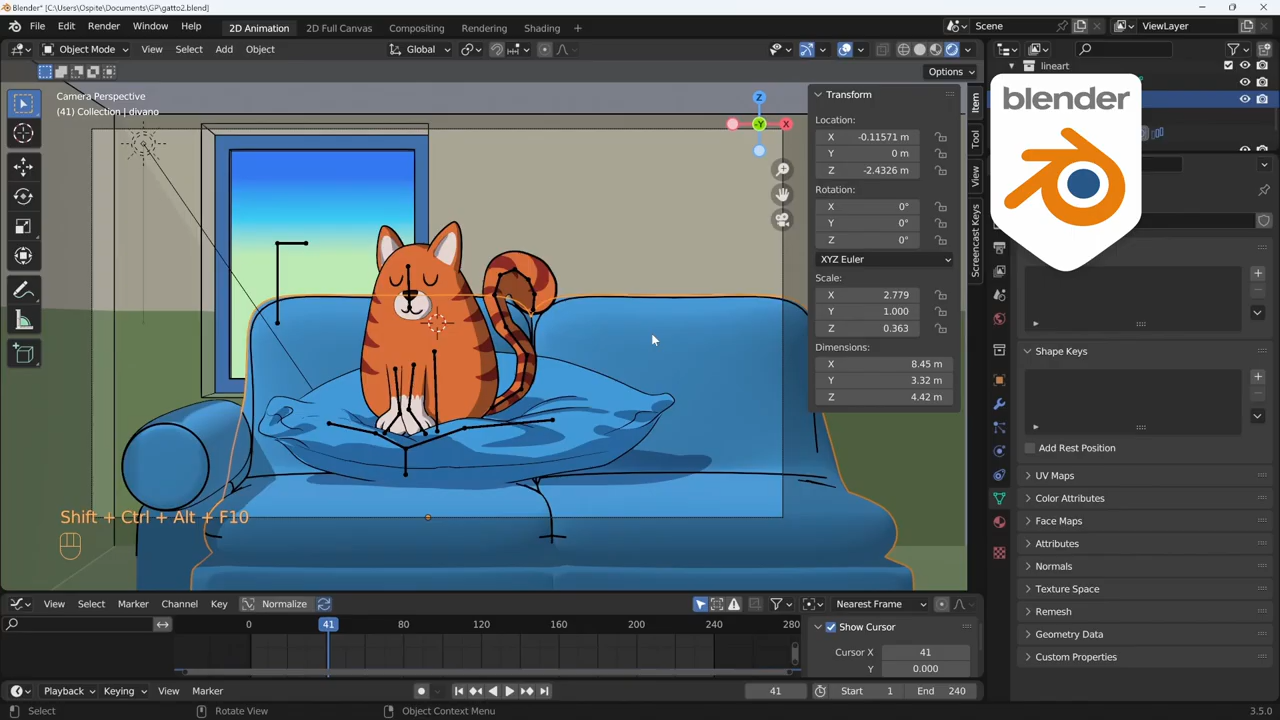 Blender* [C:\Users\Ospite\Documents\GP\gatto2.blend]
File Edit Render Window Help 2D Animation 2D Full Canvas Compositing Rendering Shading Scene ViewLayer
Object Mode View Select Add Object Global
lineart
Options
Camera Perspective
(41) Collection | divano
Z
X
-Y
Item
Tool
View
Screencast Keys
Transform
Location:
X -0.11571 m
Y 0 m
Z -2.4326 m
Rotation:
X 0°
Y 0°
Z 0°
XYZ Euler
Scale:
X 2.779
Y 1.000
Z 0.363
Dimensions:
X 8.45 m
Y 3.32 m
Z 4.42 m
blender
Shape Keys
Add Rest Position
UV Maps
Color Attributes
Face Maps
Attributes
Normals
Texture Space
Remesh
Geometry Data
Custom Properties
Shift + Ctrl + Alt + F10
View Select Marker Channel Key Normalize Nearest Frame
0 41 80 120 160 200 240 280
Show Cursor
Cursor X 41
Y 0.000
Playback Keying View Marker 41 Start 1 End 240
Select Rotate View Object Context Menu 3.5.0